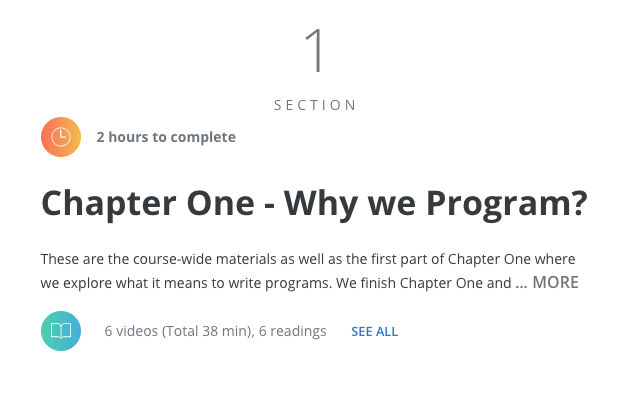 1
SECTION
2 hours to complete
Chapter One - Why we Program?
These are the course-wide materials as well as the first part of Chapter One where
we explore what it means to write programs. We finish Chapter One and ... MORE
6 videos (Total 38 min), 6 readings SEE ALL